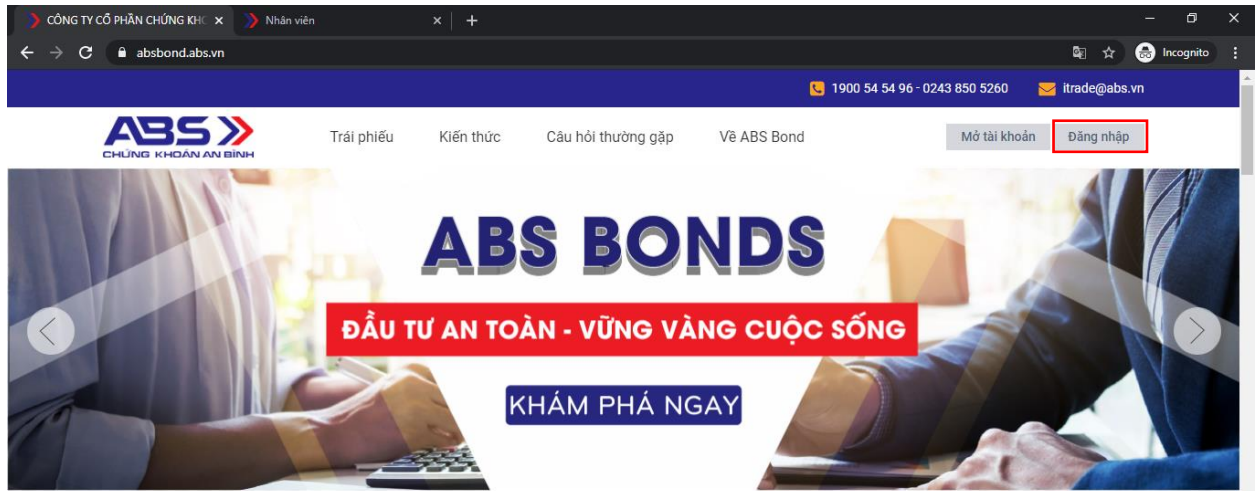 CÔNG TY CỔ PHẦN CHỨNG KHO
Nhân viên
absbond.abs.vn
Incognito
1900 54 54 96 - 0243 850 5260
itrade@abs.vn
ABS
CHỨNG KHOÁN AN BÌNH
Trái phiếu
Kiến thức
Câu hỏi thường gặp
Về ABS Bond
Mở tài khoản
Đăng nhập
ABS BONDS
ĐẦU TƯ AN TOÀN - VỮNG VÀNG CUỘC SỐNG
KHÁM PHÁ NGAY